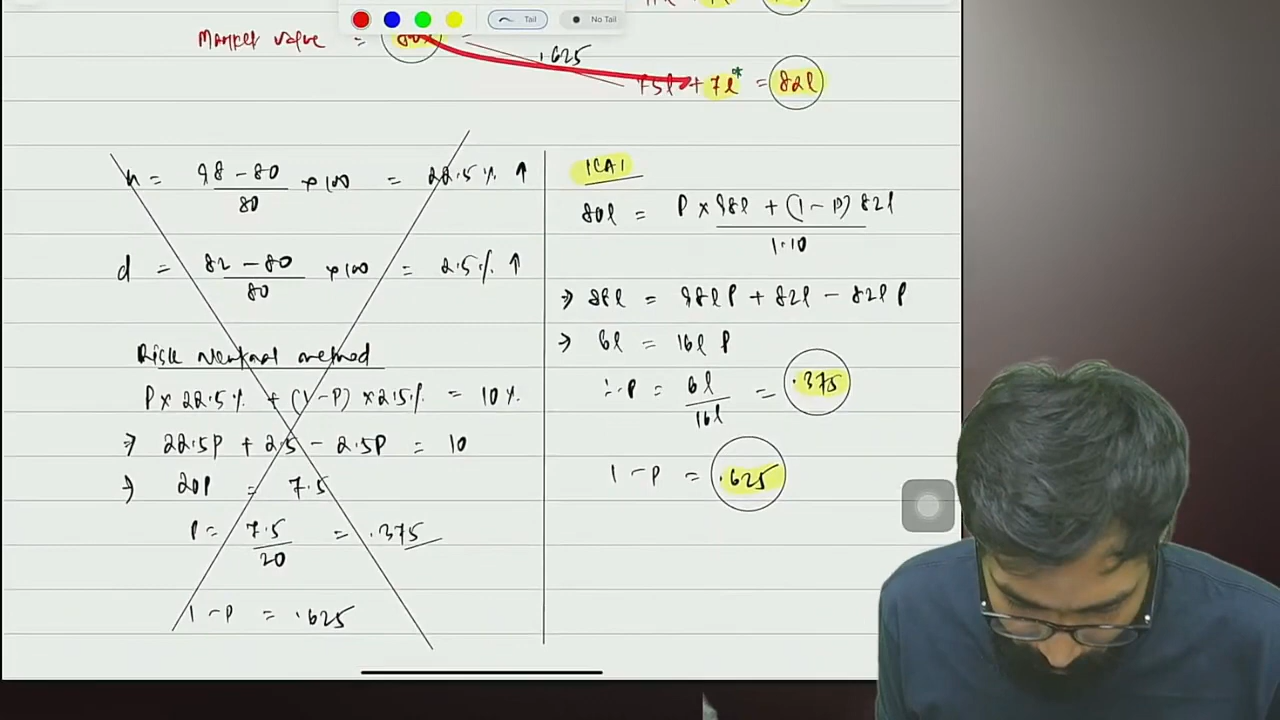 Tail No Tail
Market value = 80l
.625
75l + 7l* = 82l
u = 98 - 80 / 80 × 100 = 22.5% ↑
d = 82 - 80 / 80 × 100 = 2.5% ↑
Risk Neutral method
P × 22.5% + (1 - P) × 2.5% = 10%
⇒ 22.5P + 2.5 - 2.5P = 10
⇒ 20P = 7.5
P = 7.5 / 20 = .375
1 - P = .625
ICAI
80l = P × 98l + (1 - P) 82l / 1.10
⇒ 88l = 98l P + 82l - 82l P
⇒ 6l = 16l P
∴ P = 6l / 16l = .375
1 - P = .625